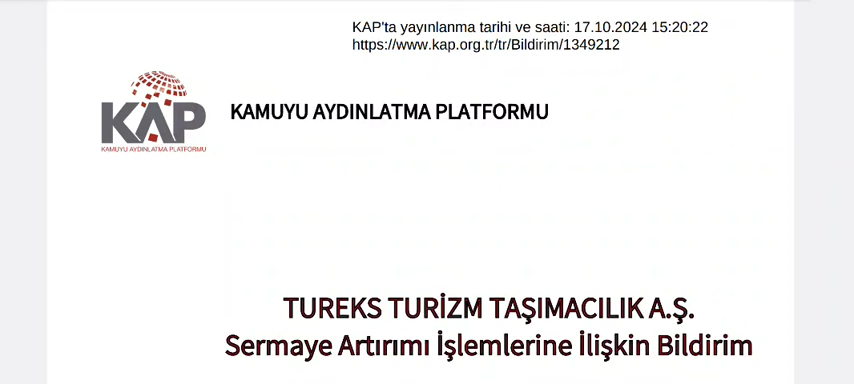 KAP'ta yayınlanma tarihi ve saati: 17.10.2024 15:20:22
https://www.kap.org.tr/tr/Bildirim/1349212
KAP
KAMUYU AYDINLATMA PLATFORMU
KAMUYU AYDINLATMA PLATFORMU
TUREKS TURİZM TAŞIMACILIK A.Ş.
Sermaye Artırımı İşlemlerine İlişkin Bildirim